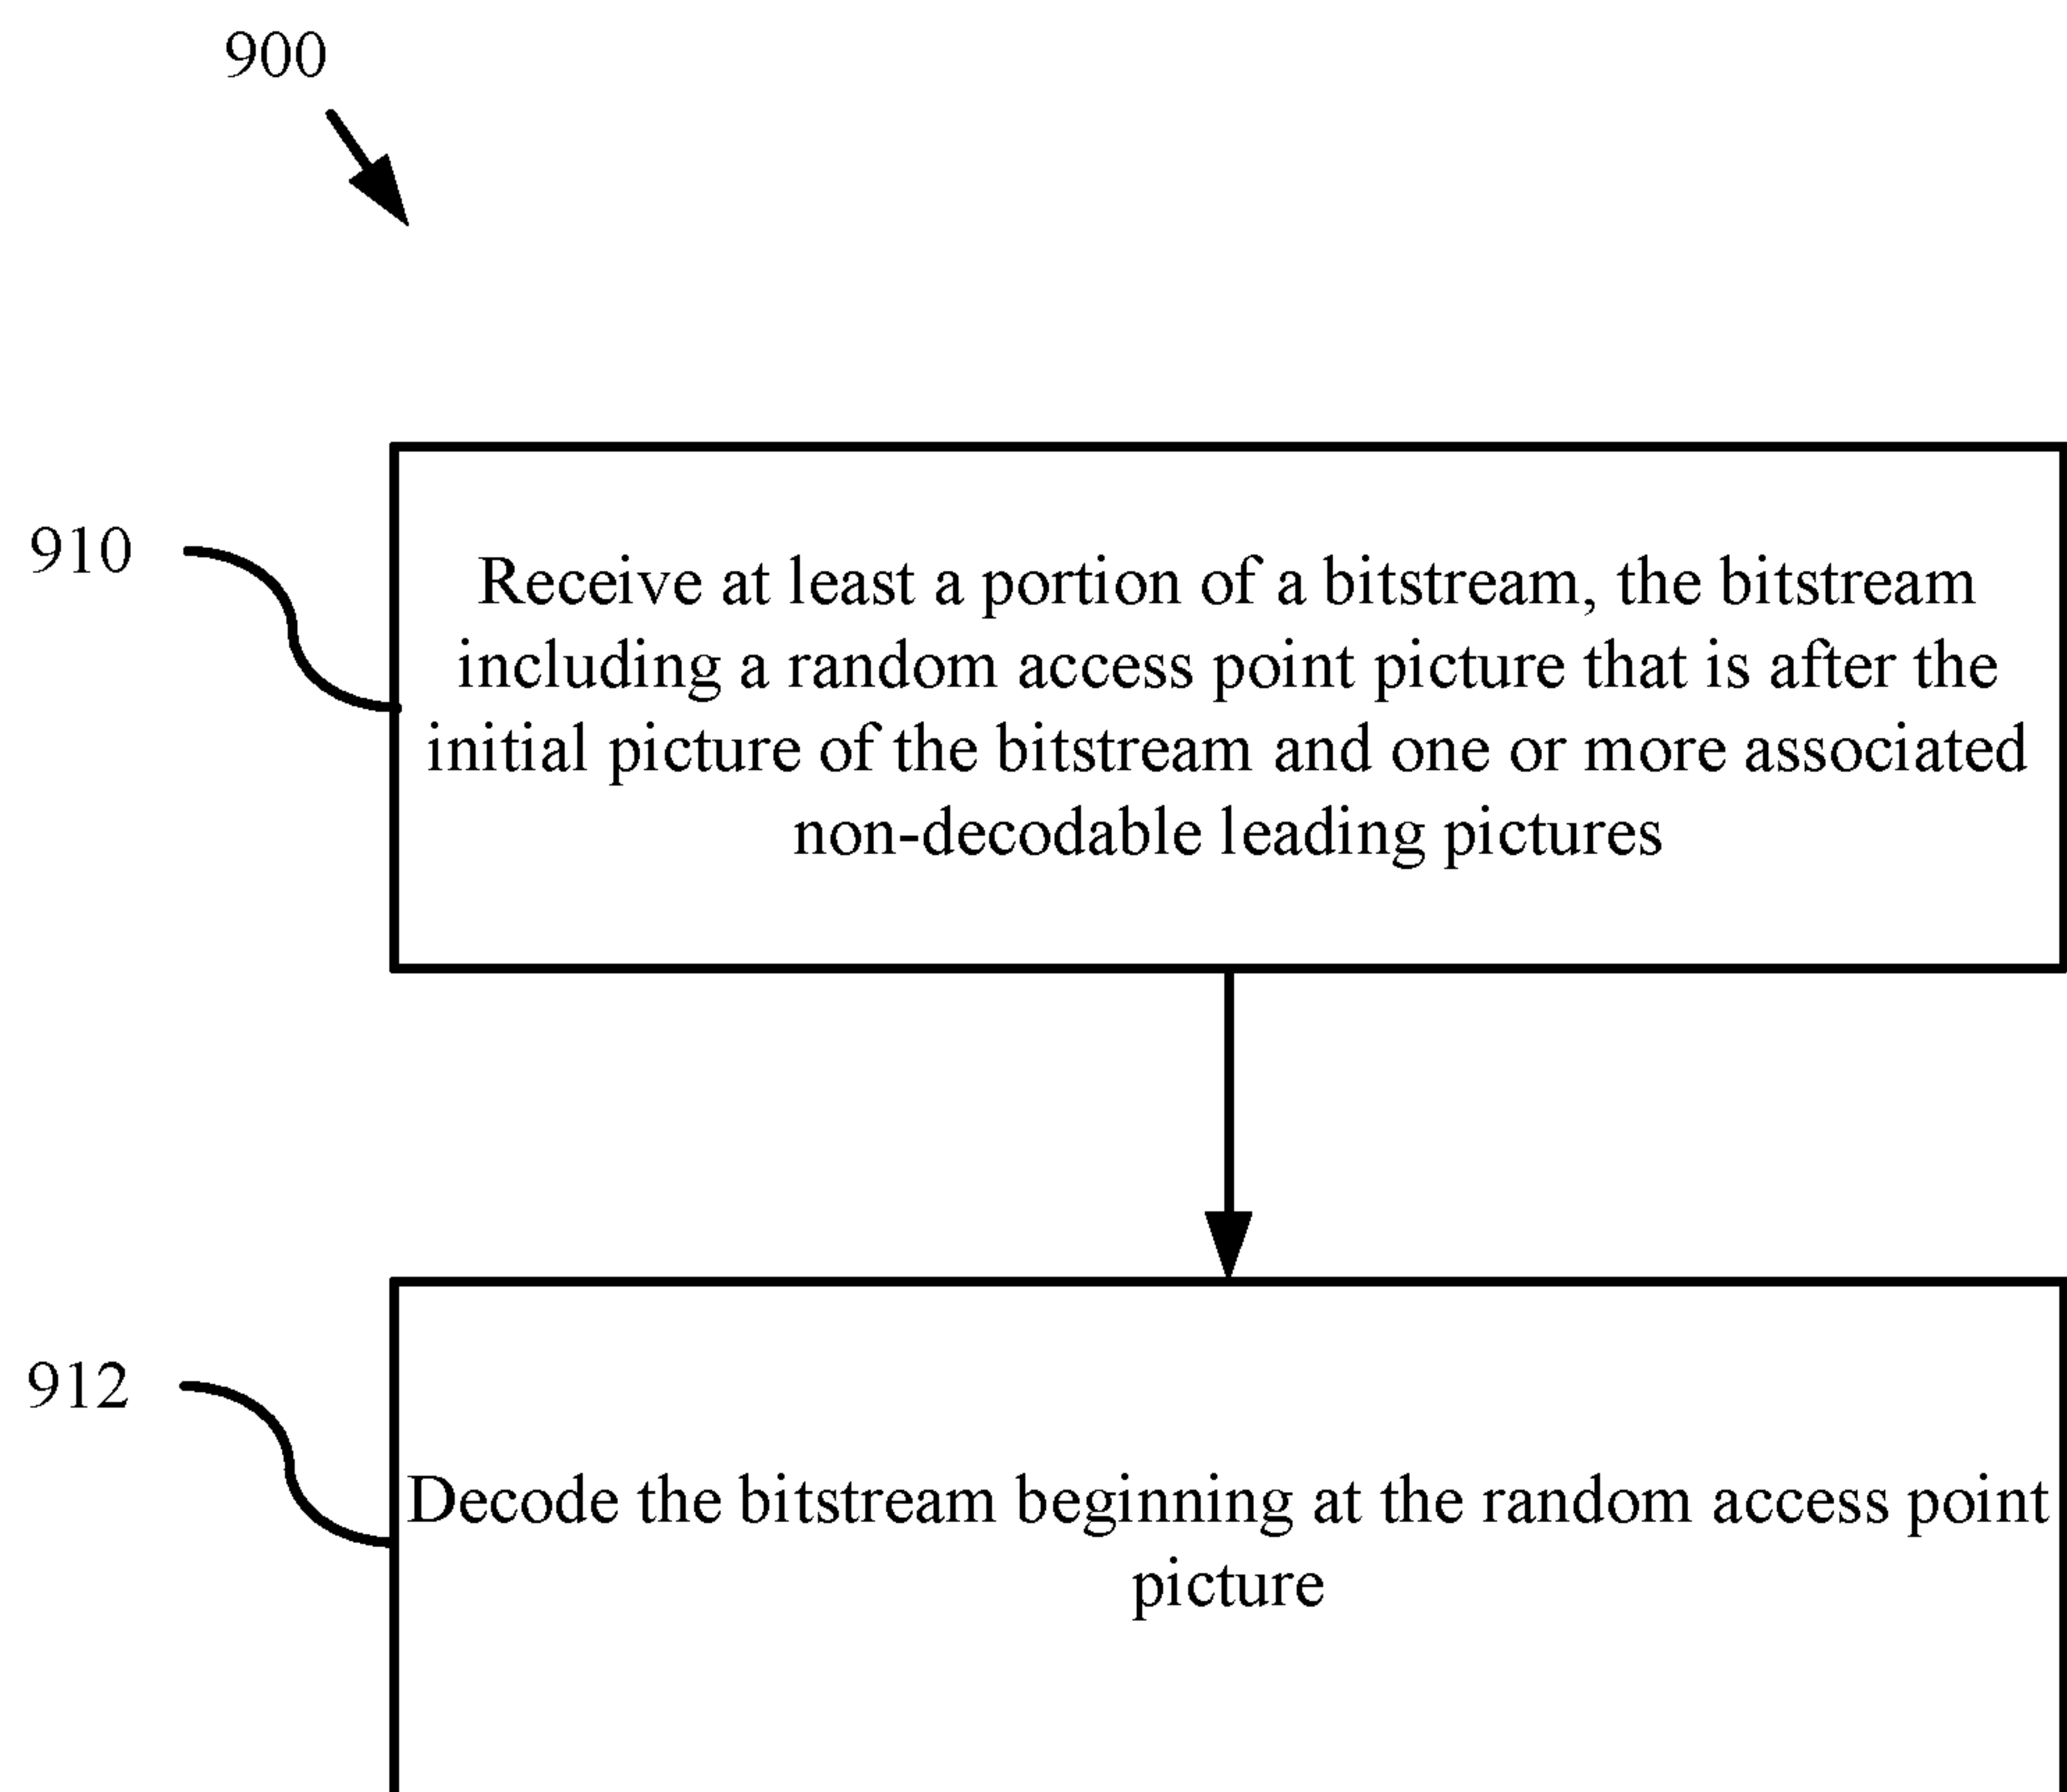 900
910
Receive at least a portion of a bitstream, the bitstream
including a random access point picture that is after the
initial picture of the bitstream and one or more associated
non-decodable leading pictures
912
Decode the bitstream beginning at the random access point
picture